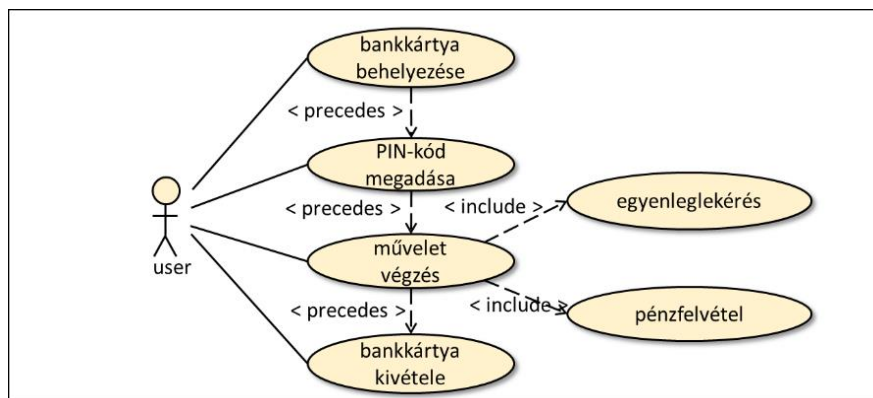 bankkártya
behelyezése
< precedes >
PIN-kód
megadása
< precedes >
< include >
egyenleglekérés
user
művelet
végzés
< precedes >
< include >
pénzfelvétel
bankkártya
kivétele